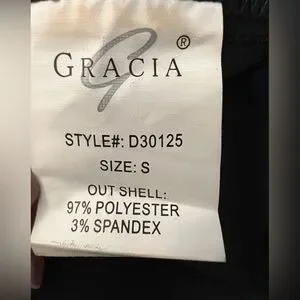 GRACIA®
STYLE#: D30125
SIZE: S
OUT SHELL:
97% POLYESTER
3% SPANDEX